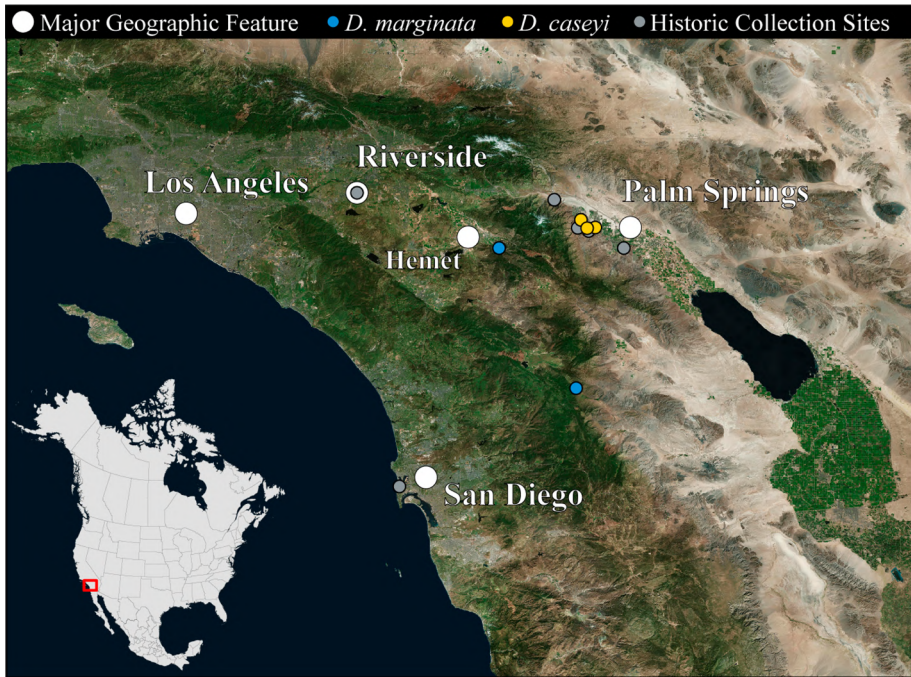 Major Geographic Feature D. marginata D. caseyi Historic Collection Sites
Riverside
Los Angeles
Palm Springs
Hemet
San Diego